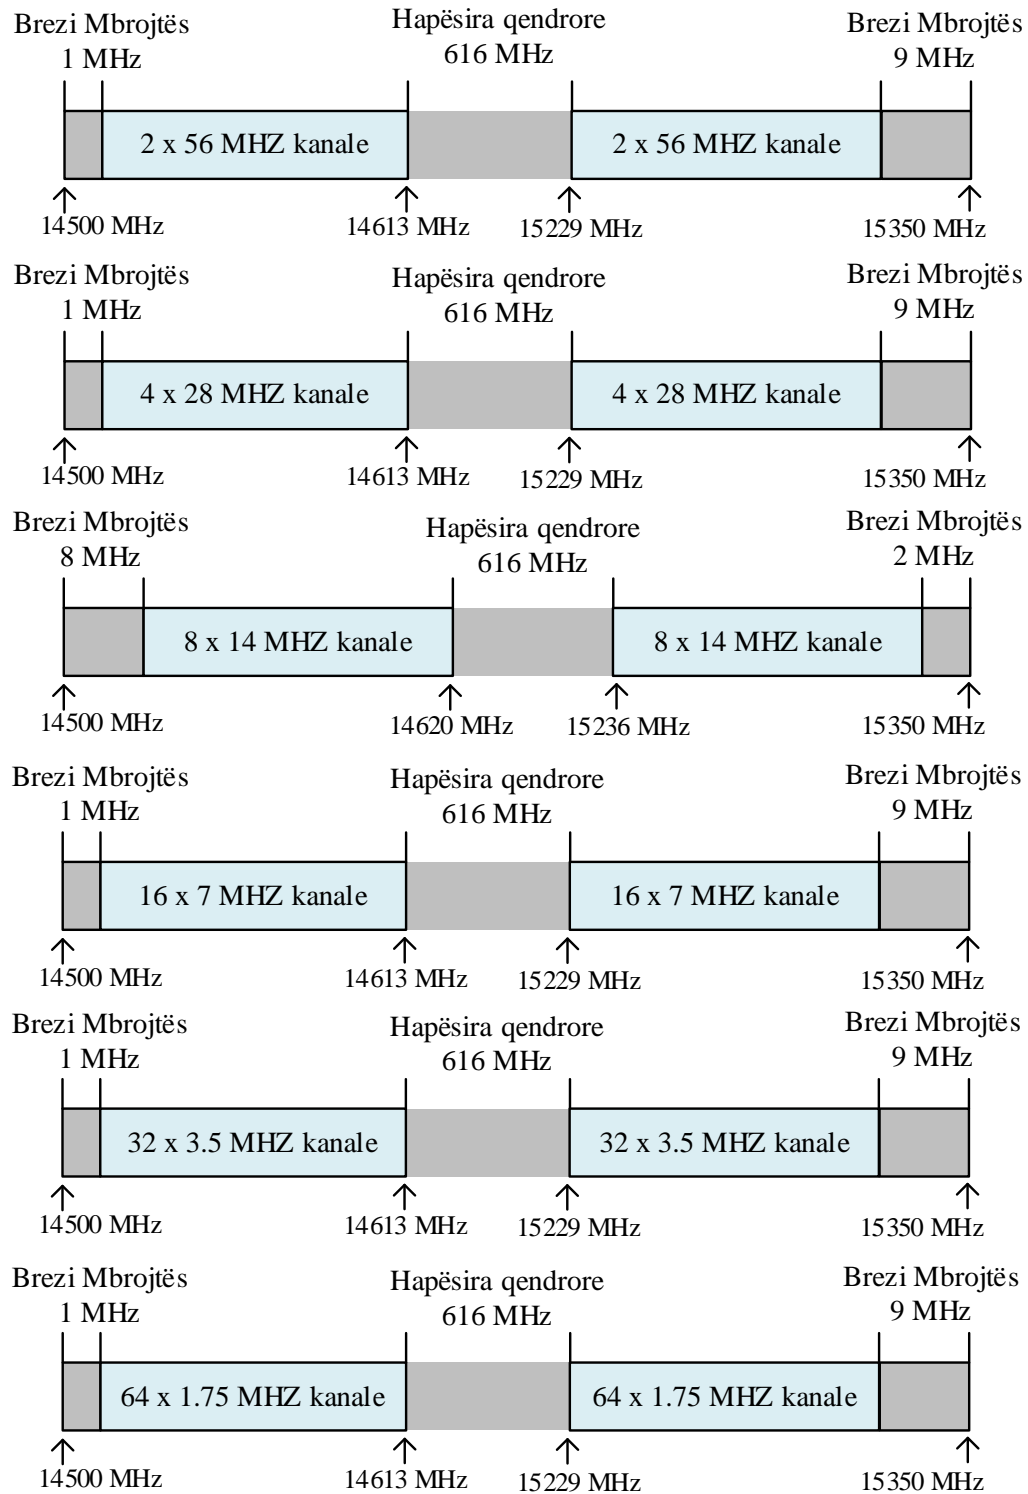 Brezi Mbrojtës
1 MHz
Hapësira qendrore
616 MHz
Brezi Mbrojtës
9 MHz
2 x 56 MHZ kanale
2 x 56 MHZ kanale
14500 MHz
14613 MHz
15229 MHz
15350 MHz
Brezi Mbrojtës
1 MHz
Hapësira qendrore
616 MHz
Brezi Mbrojtës
9 MHz
4 x 28 MHZ kanale
4 x 28 MHZ kanale
14500 MHz
14613 MHz
15229 MHz
15350 MHz
Brezi Mbrojtës
8 MHz
Hapësira qendrore
616 MHz
Brezi Mbrojtës
2 MHz
8 x 14 MHZ kanale
8 x 14 MHZ kanale
14500 MHz
14620 MHz
15236 MHz
15350 MHz
Brezi Mbrojtës
1 MHz
Hapësira qendrore
616 MHz
Brezi Mbrojtës
9 MHz
16 x 7 MHZ kanale
16 x 7 MHZ kanale
14500 MHz
14613 MHz
15229 MHz
15350 MHz
Brezi Mbrojtës
1 MHz
Hapësira qendrore
616 MHz
Brezi Mbrojtës
9 MHz
32 x 3.5 MHZ kanale
32 x 3.5 MHZ kanale
14500 MHz
14613 MHz
15229 MHz
15350 MHz
Brezi Mbrojtës
1 MHz
Hapësira qendrore
616 MHz
Brezi Mbrojtës
9 MHz
64 x 1.75 MHZ kanale
64 x 1.75 MHZ kanale
14500 MHz
14613 MHz
15229 MHz
15350 MHz